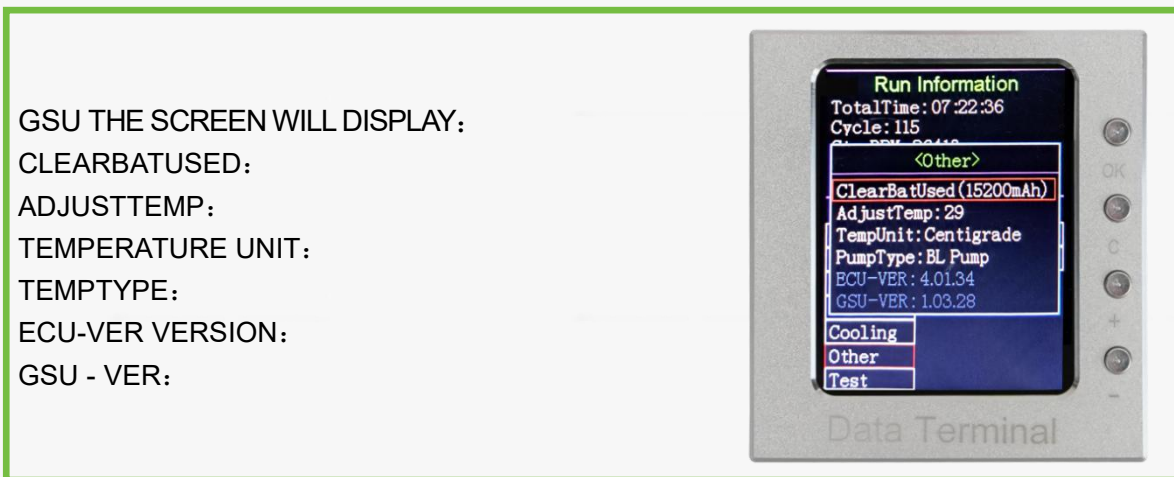 GSU THE SCREEN WILL DISPLAY：
CLEARBATUSED：
ADJUSTTEMP：
TEMPERATURE UNIT：
TEMPTYPE：
ECU-VER VERSION：
GSU - VER：
Run Information
TotalTime:07:22:36
Cycle:115
<Other>
ClearBatUsed(15200mAh)
AdjustTemp:29
TempUnit:Centigrade
PumpType:BL Pump
ECU-VER:4.01.34
GSU-VER:1.03.28
Cooling
Other
Test
OK
C
+
-
Data Terminal